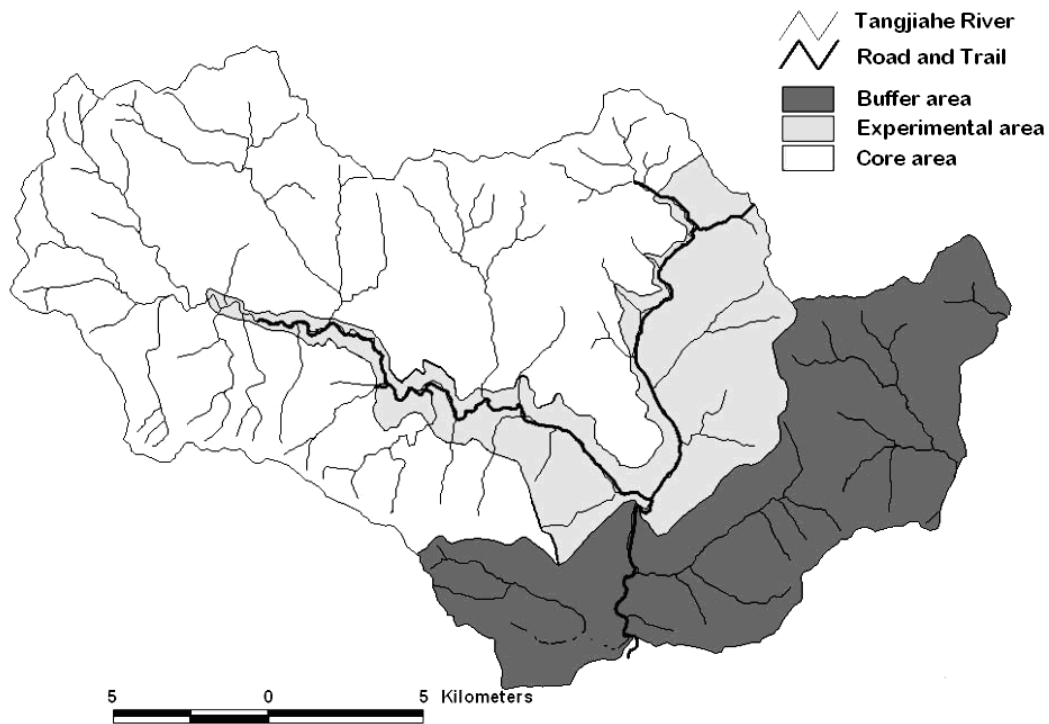 Tangjiahe River
Road and Trail
Buffer area
Experimental area
Core area
5 0 5 Kilometers